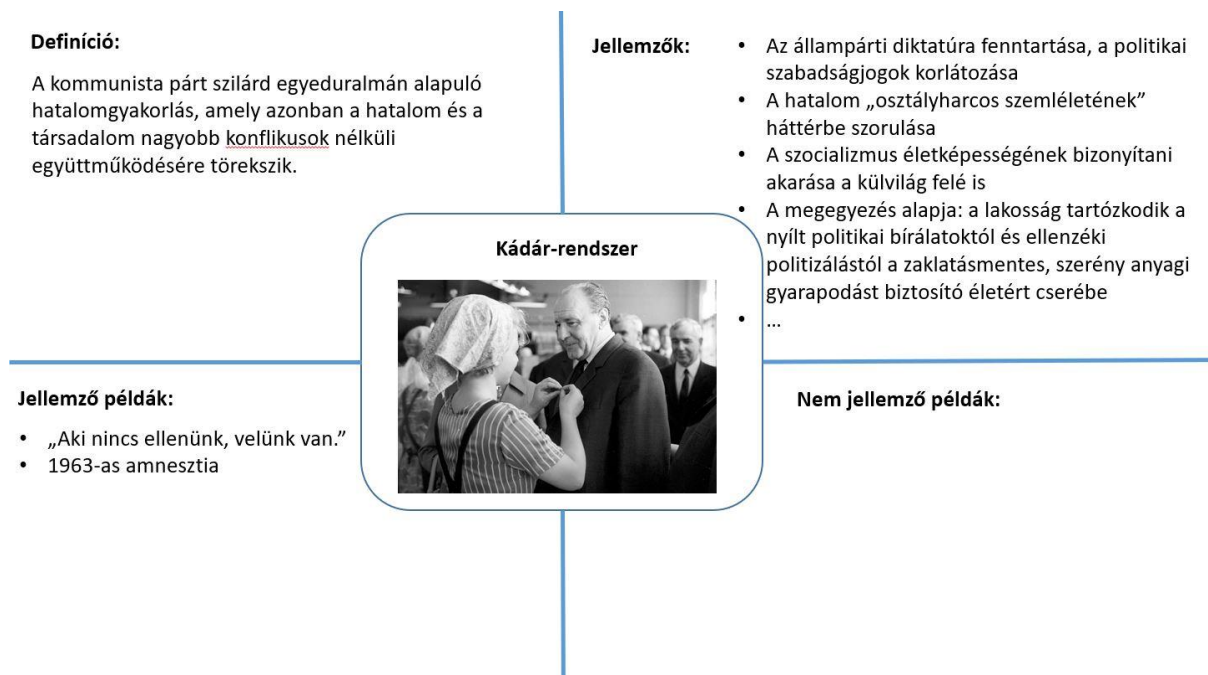 Definíció:
A kommunista párt szilárd egyeduralmán alapuló
hatalomgyakorlás, amely azonban a hatalom és a
társadalom nagyobb konflikusok nélküli
együttműködésére törekszik.
Jellemzők:
• Az állampárti diktatúra fenntartása, a politikai
szabadságjogok korlátozása
• A hatalom „osztályharcos szemléletének”
háttérbe szorulása
• A szocializmus életképességének bizonyítani
akarása a külvilág felé is
• A megegyezés alapja: a lakosság tartózkodik a
nyílt politikai bírálatoktól és ellenzéki
politizálástól a zaklatásmentes, szerény anyagi
gyarapodást biztosító életért cserébe
• ...
Kádár-rendszer
Jellemző példák:
• „Aki nincs ellenünk, velünk van.”
• 1963-as amnesztia
Nem jellemző példák: